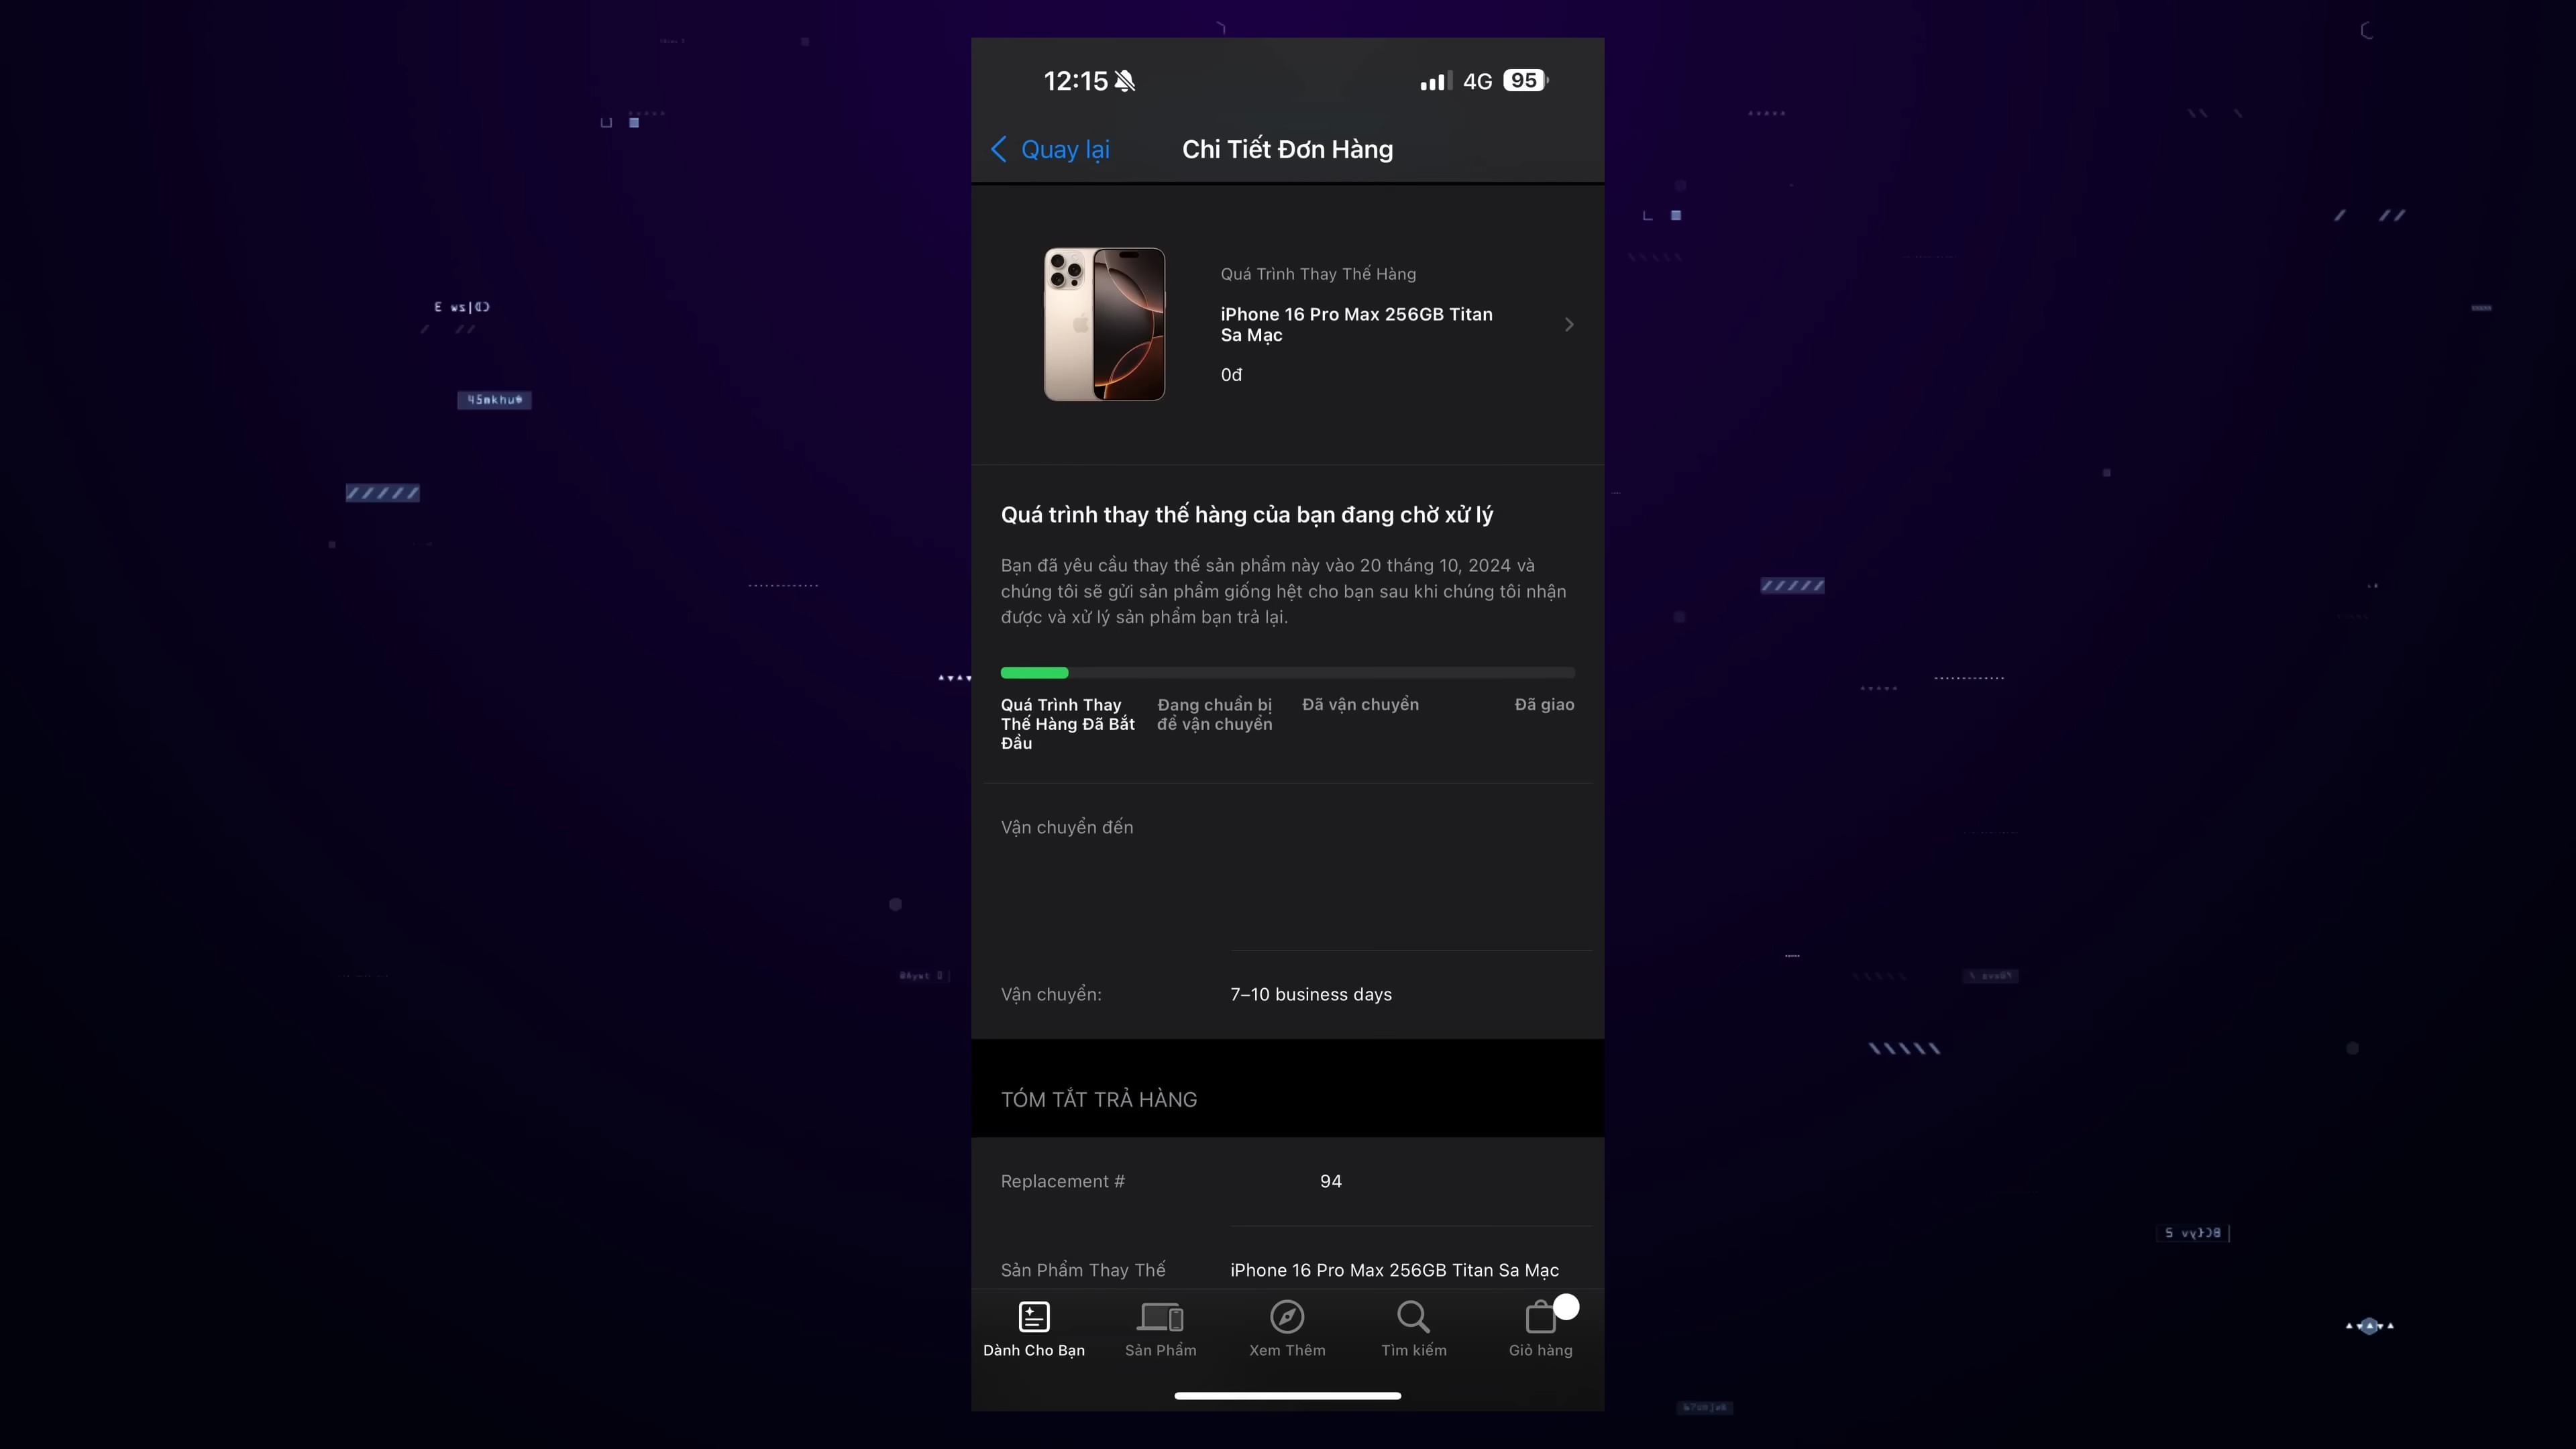 12:15
4G 95
Quay lại
Chi Tiết Đơn Hàng
Quá Trình Thay Thế Hàng
iPhone 16 Pro Max 256GB Titan
Sa Mạc
0đ
Quá trình thay thế hàng của bạn đang chờ xử lý
Bạn đã yêu cầu thay thế sản phẩm này vào 20 tháng 10, 2024 và
chúng tôi sẽ gửi sản phẩm giống hệt cho bạn sau khi chúng tôi nhận
được và xử lý sản phẩm bạn trả lại.
Quá Trình Thay
Thế Hàng Đã Bắt
Đầu
Đang chuẩn bị
để vận chuyển
Đã vận chuyển
Đã giao
Vận chuyển đến
Vận chuyển:
7–10 business days
TÓM TẮT TRẢ HÀNG
Replacement #
94
Sản Phẩm Thay Thế
iPhone 16 Pro Max 256GB Titan Sa Mạc
Dành Cho Bạn
Sản Phẩm
Xem Thêm
Tìm kiếm
Giỏ hàng